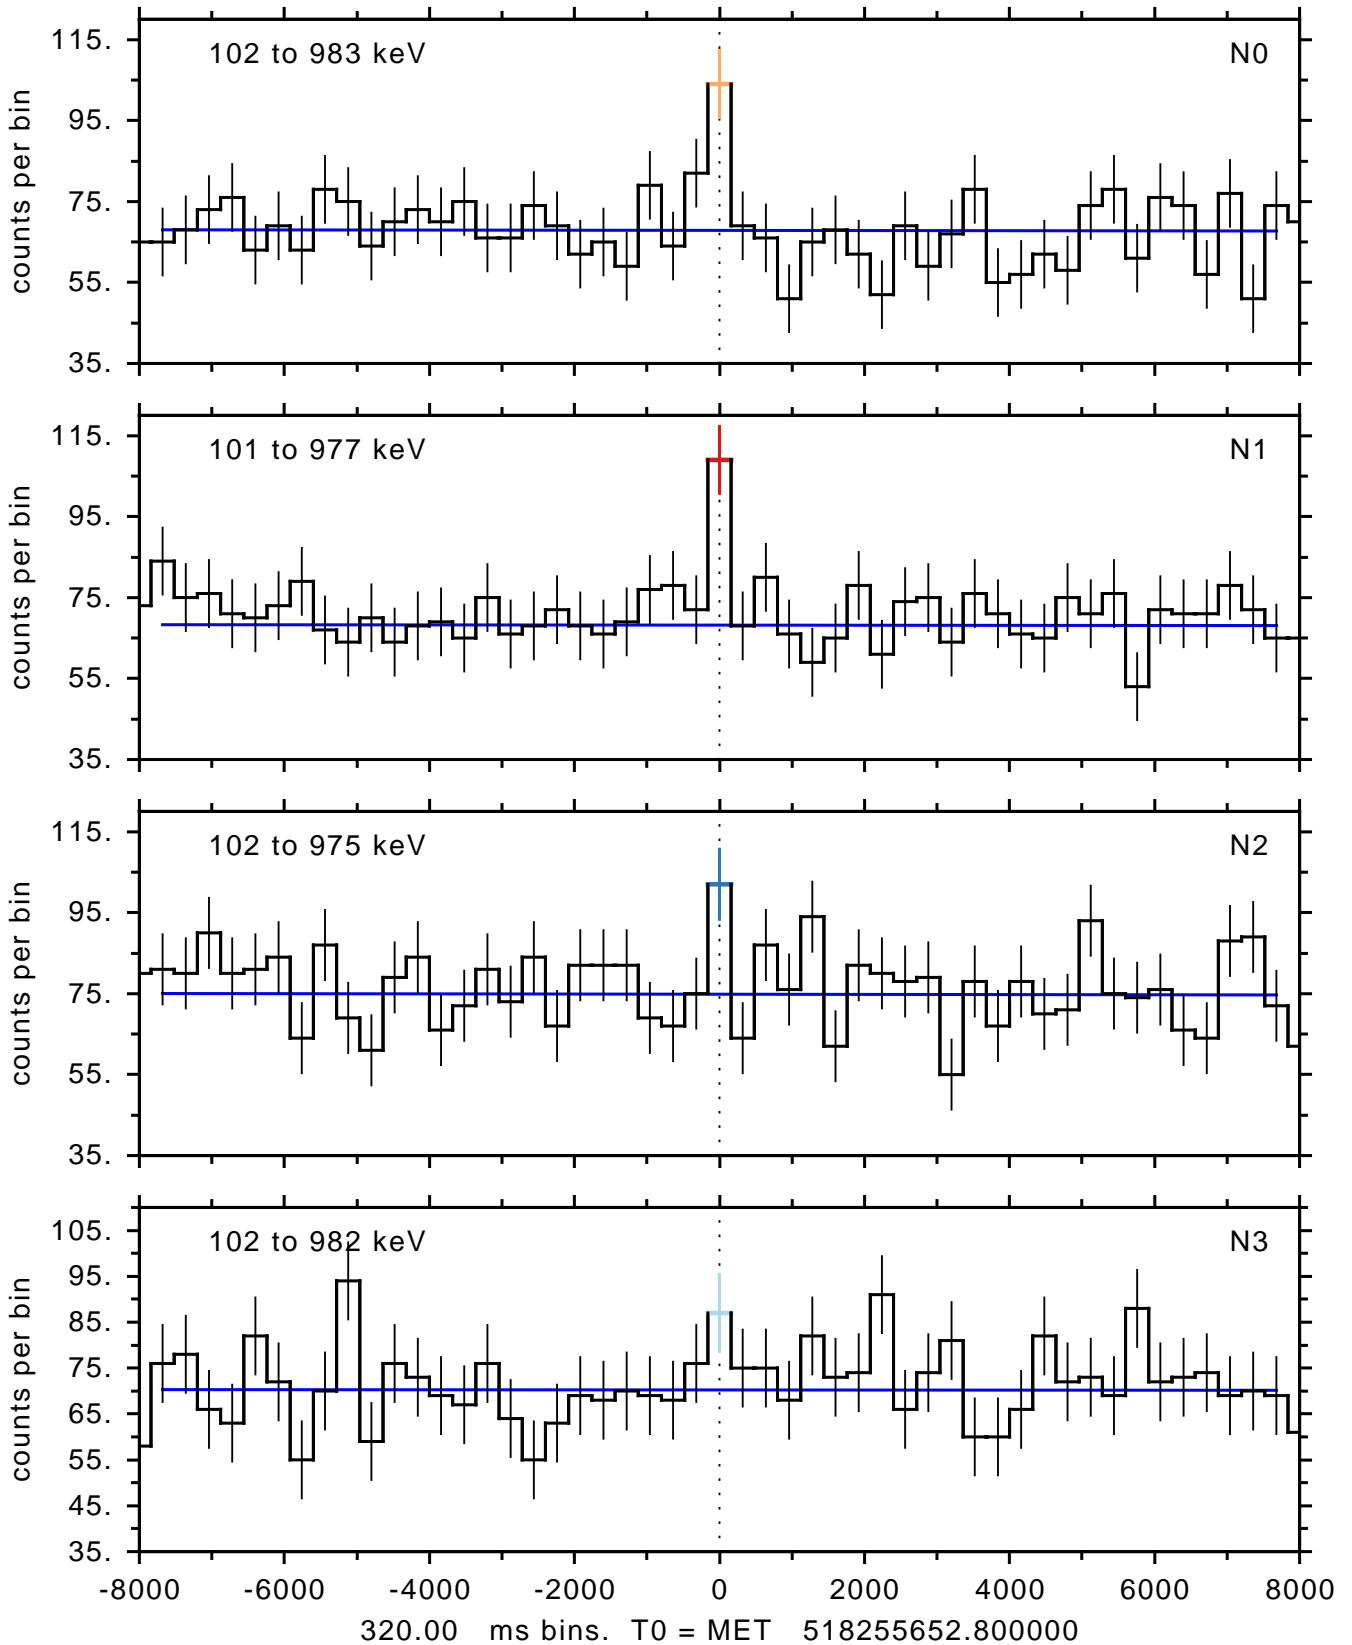 102 to 983 keV N0
115.
95.
75.
55.
35.
counts per bin
101 to 977 keV N1
115.
95.
75.
55.
35.
counts per bin
102 to 975 keV N2
115.
95.
75.
55.
35.
counts per bin
102 to 982 keV N3
105.
95.
85.
75.
65.
55.
45.
35.
counts per bin
-8000 -6000 -4000 -2000 0 2000 4000 6000 8000
320.00 ms bins. T0 = MET 518255652.800000